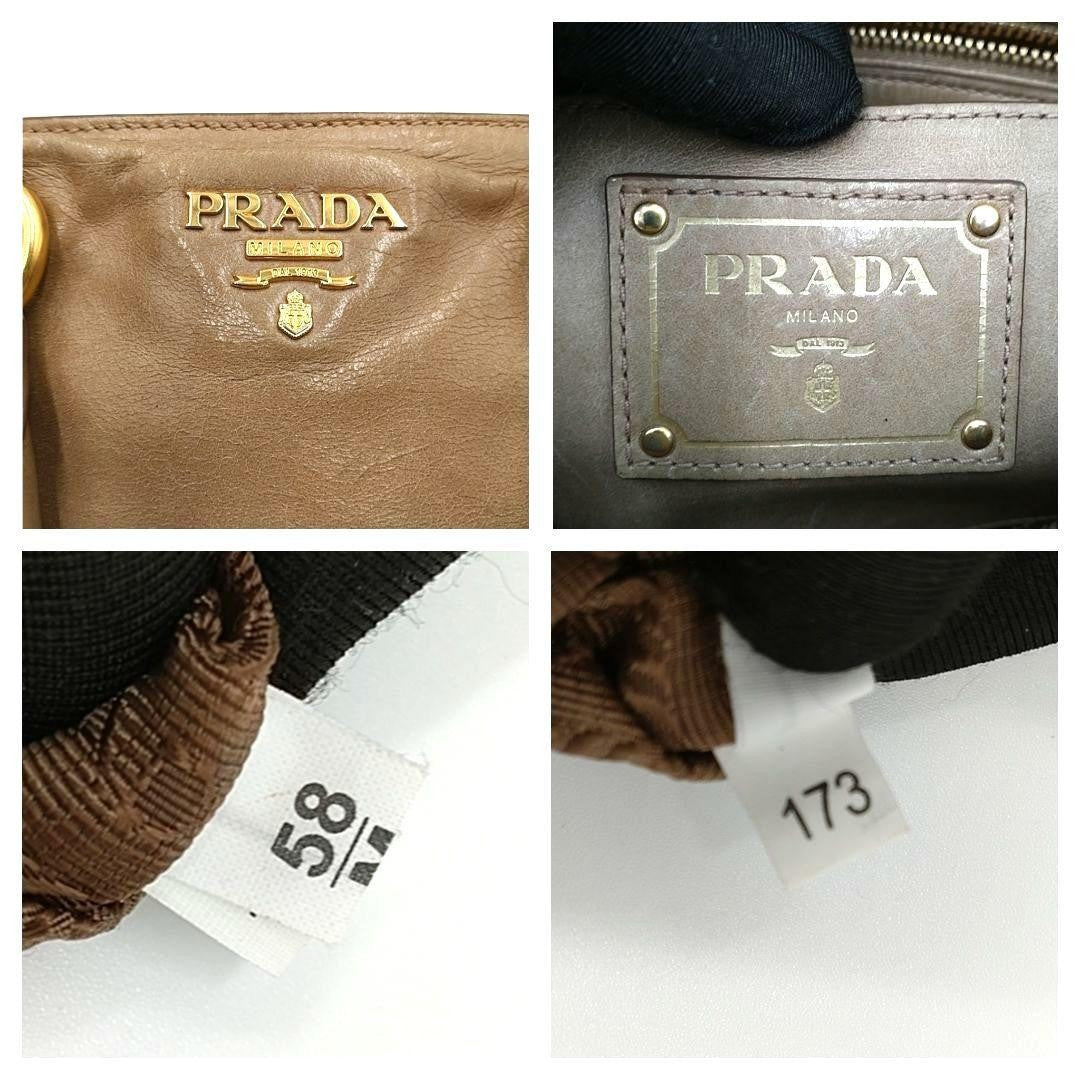 PRADA
MILANO
DAL 1913
PRADA
MILANO
DAL 1913
58
M
173